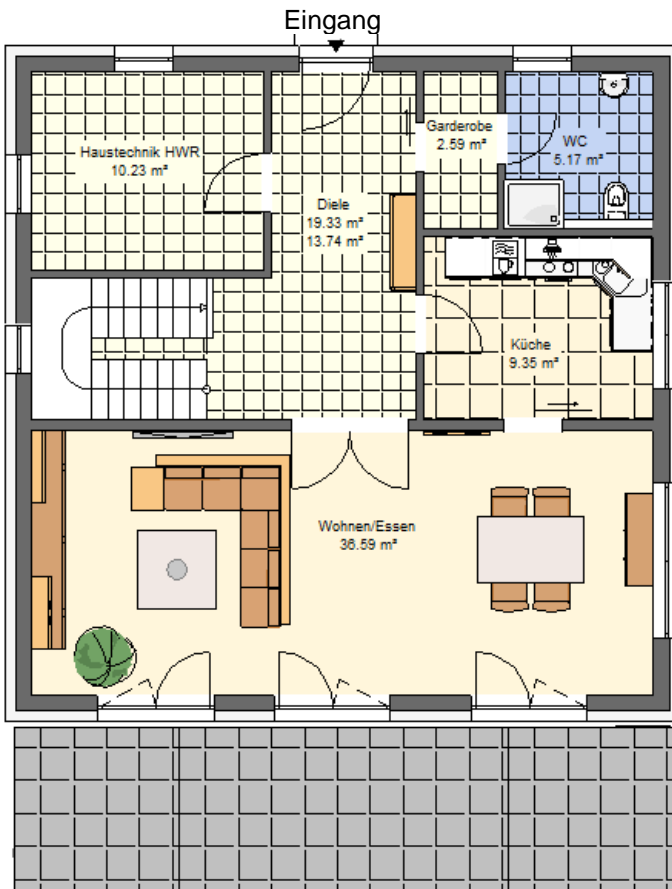 Eingang
Haustechnik HWR
10.23 m²
Diele
19.33 m²
13.74 m²
Garderobe
2.59 m²
WC
5.17 m²
Küche
9.35 m²
Wohnen/Essen
36.59 m²